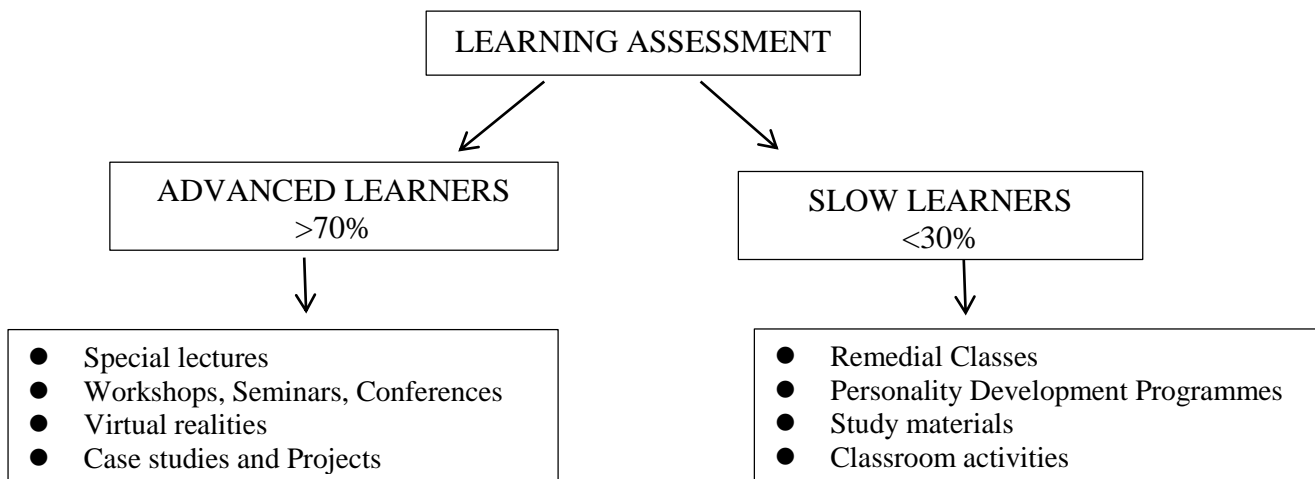 LEARNING ASSESSMENT
ADVANCED LEARNERS
>70%
SLOW LEARNERS
<30%
● Special lectures
● Workshops, Seminars, Conferences
● Virtual realities
● Case studies and Projects
● Remedial Classes
● Personality Development Programmes
● Study materials
● Classroom activities